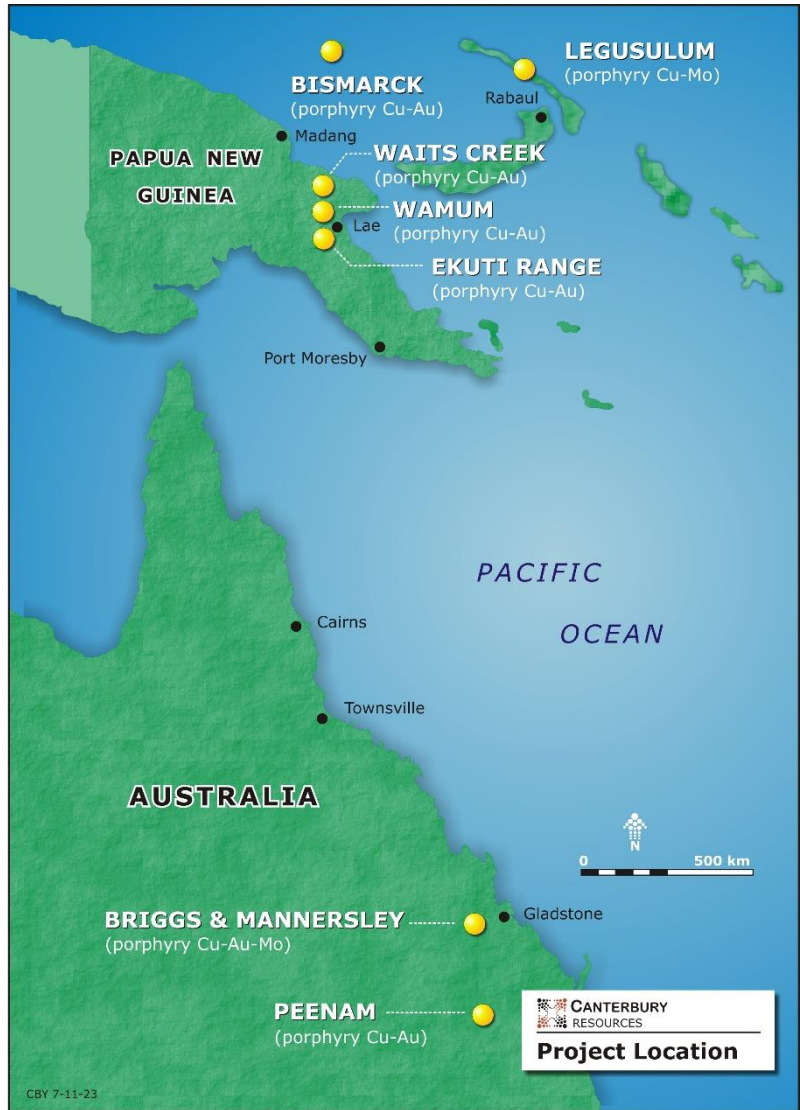 LEGUSULUM
(porphyry Cu-Mo)
BISMARCK
(porphyry Cu-Au)
Rabaul
Madang
PAPUA NEW
GUINEA
WAITS CREEK
(porphyry Cu-Au)
WAMUM
(porphyry Cu-Au)
Lae
EKUTI RANGE
(porphyry Cu-Au)
Port Moresby
PACIFIC
OCEAN
Cairns
Townsville
AUSTRALIA
N
0 500 km
BRIGGS & MANNERSLEY
(porphyry Cu-Au-Mo)
Gladstone
PEENAM
(porphyry Cu-Au)
CANTERBURY
RESOURCES
Project Location
CBY 7-11-23